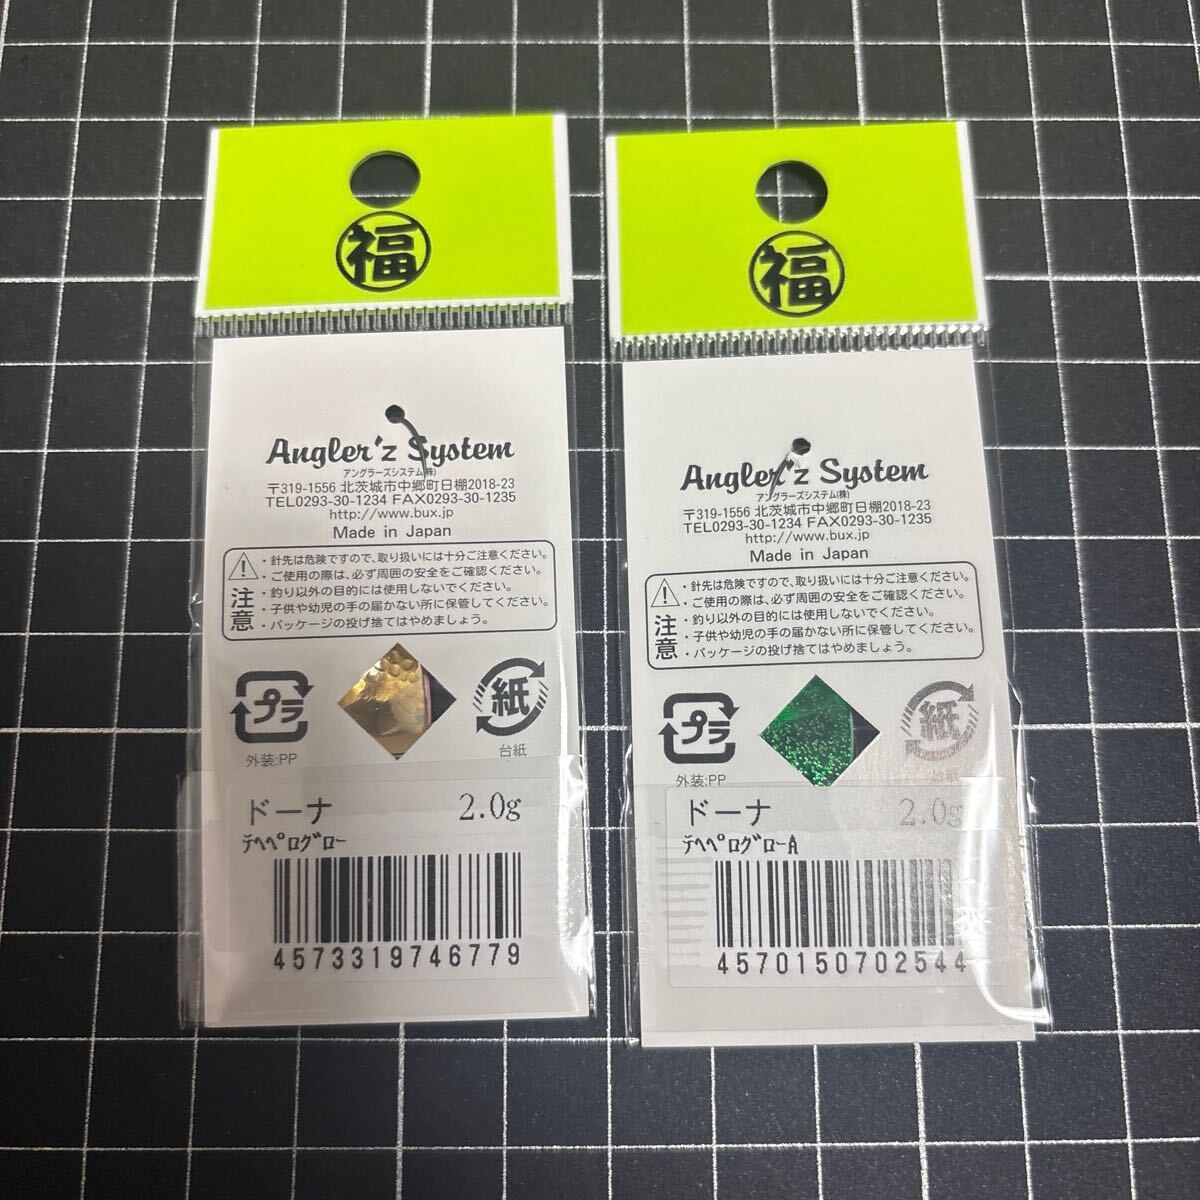 福
Angler'z System
アングラーズシステム(株)
〒319-1556 北茨城市中郷町日棚2018-23
TEL0293-30-1234 FAX0293-30-1235
http://www.bux.jp
Made in Japan
注意
・針先は危険ですので、取り扱いには十分ご注意ください。
・ご使用の際は、必ず周囲の安全をご確認ください。
・釣り以外の目的には使用しないでください。
・子供や幼児の手の届かない所に保管してください。
・パッケージの投げ捨てはやめましょう。
プラ
外装:PP
紙
台紙
ドーナ 2.0g
ﾃヘペﾟログﾞロー
4573319746779
福
Angler'z System
アングラーズシステム(株)
〒319-1556 北茨城市中郷町日棚2018-23
TEL0293-30-1234 FAX0293-30-1235
http://www.bux.jp
Made in Japan
注意
・針先は危険ですので、取り扱いには十分ご注意ください。
・ご使用の際は、必ず周囲の安全をご確認ください。
・釣り以外の目的には使用しないでください。
・子供や幼児の手の届かない所に保管してください。
・パッケージの投げ捨てはやめましょう。
プラ
外装:PP
紙
台紙
ドーナ 2.0g
ﾃﾍﾍﾟﾛｸﾞﾛｰA
4570150702544